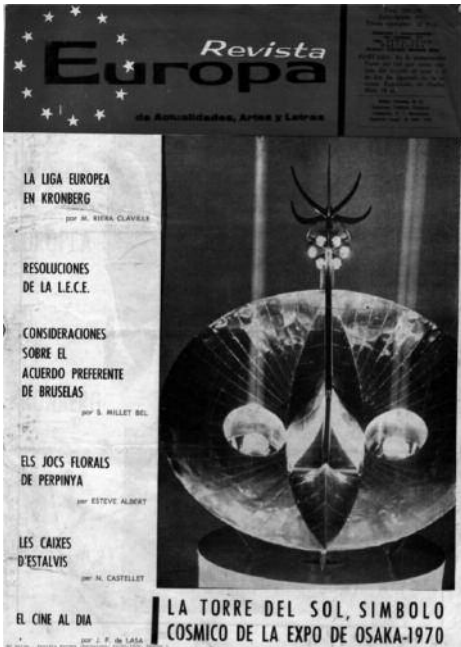 Revista
Europa
de Actualidades, Artes y Letras
LA LIGA EUROPEA
EN KRONBERG
por M. RIERA CLAVILLE
RESOLUCIONES
DE LA L.E.C.E.
CONSIDERACIONES
SOBRE EL
ACUERDO PREFERENTE
DE BRUSELAS
por S. MILLET BEL
ELS JOCS FLORALS
DE PERPINYA
por ESTEVE ALBERT
LES CAIXES
D'ESTALVIS
por N. CASTELLET
EL CINE AL DIA
por J. F. de LASA
LA TORRE DEL SOL, SIMBOLO
COSMICO DE LA EXPO DE OSAKA-1970